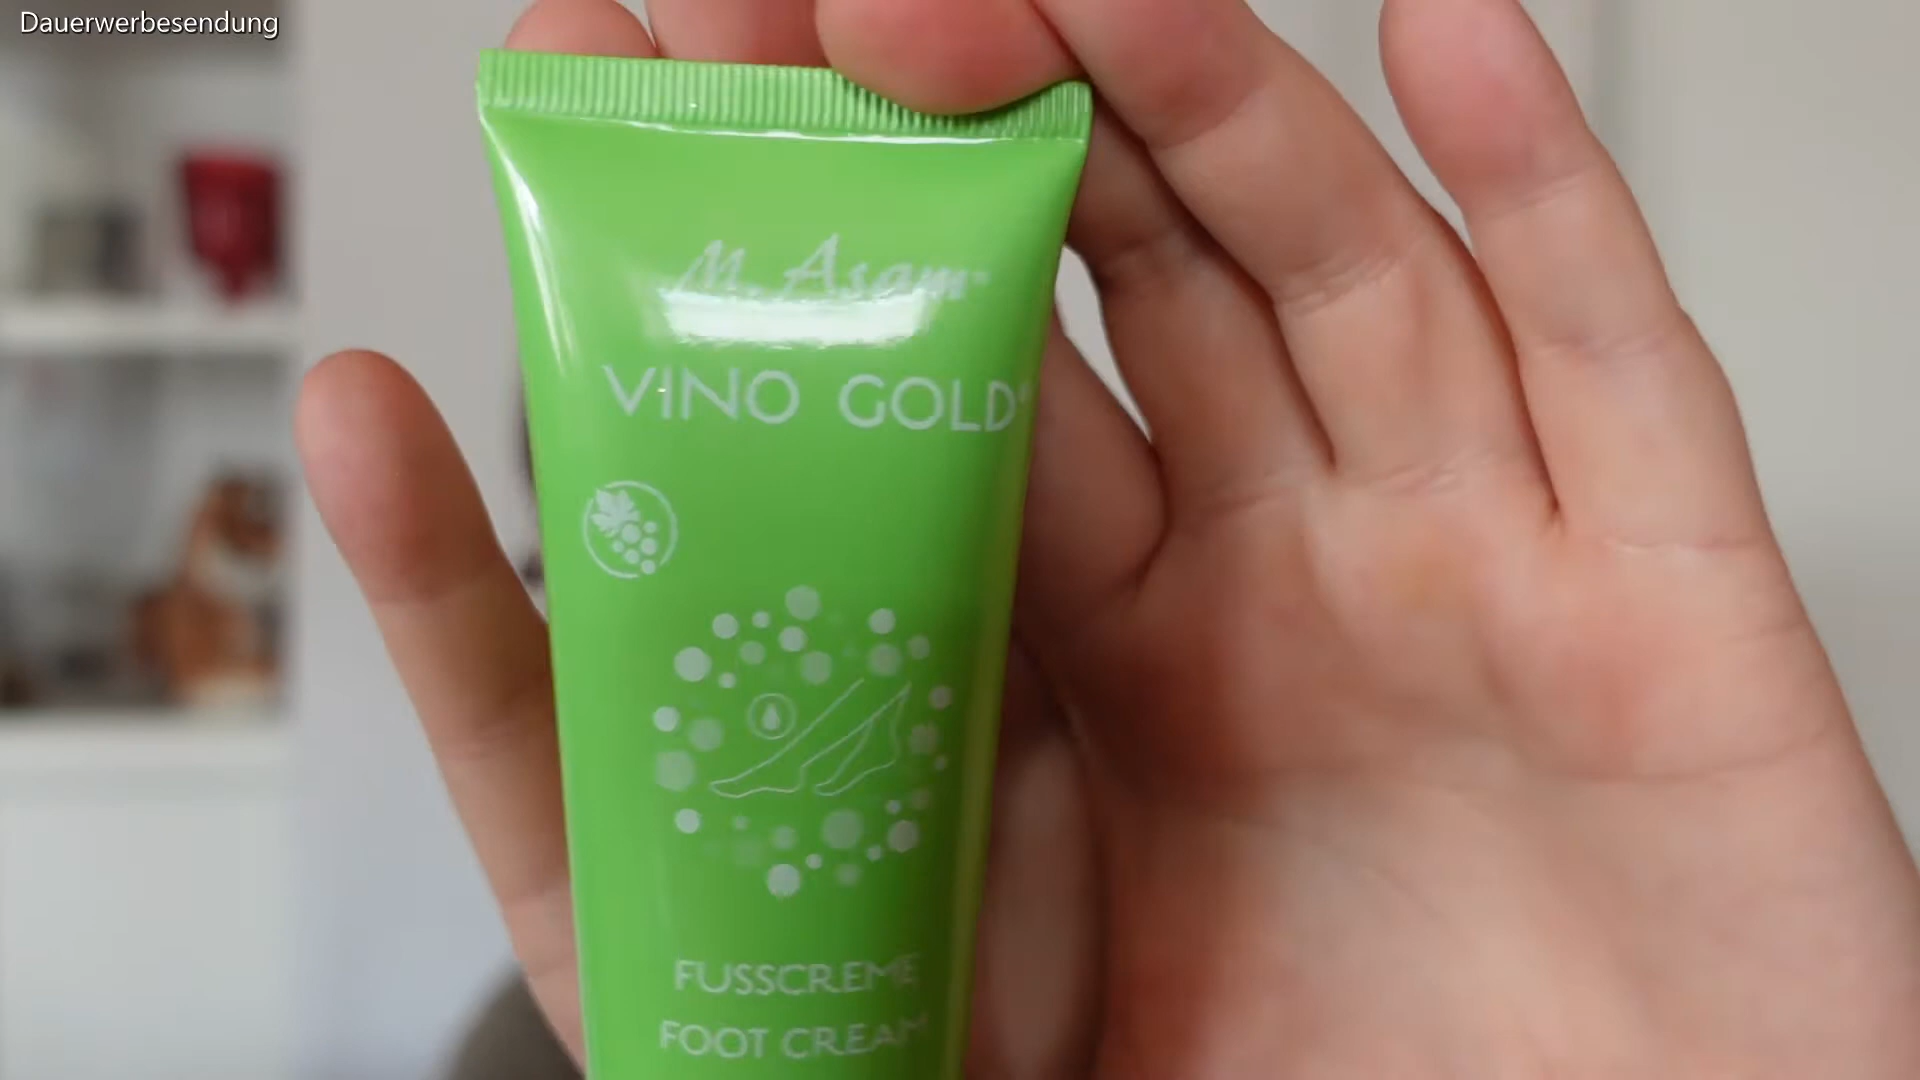 Dauerwerbesendung
M. Asam
VINO GOLD
FUSSCREME
FOOT CREAM